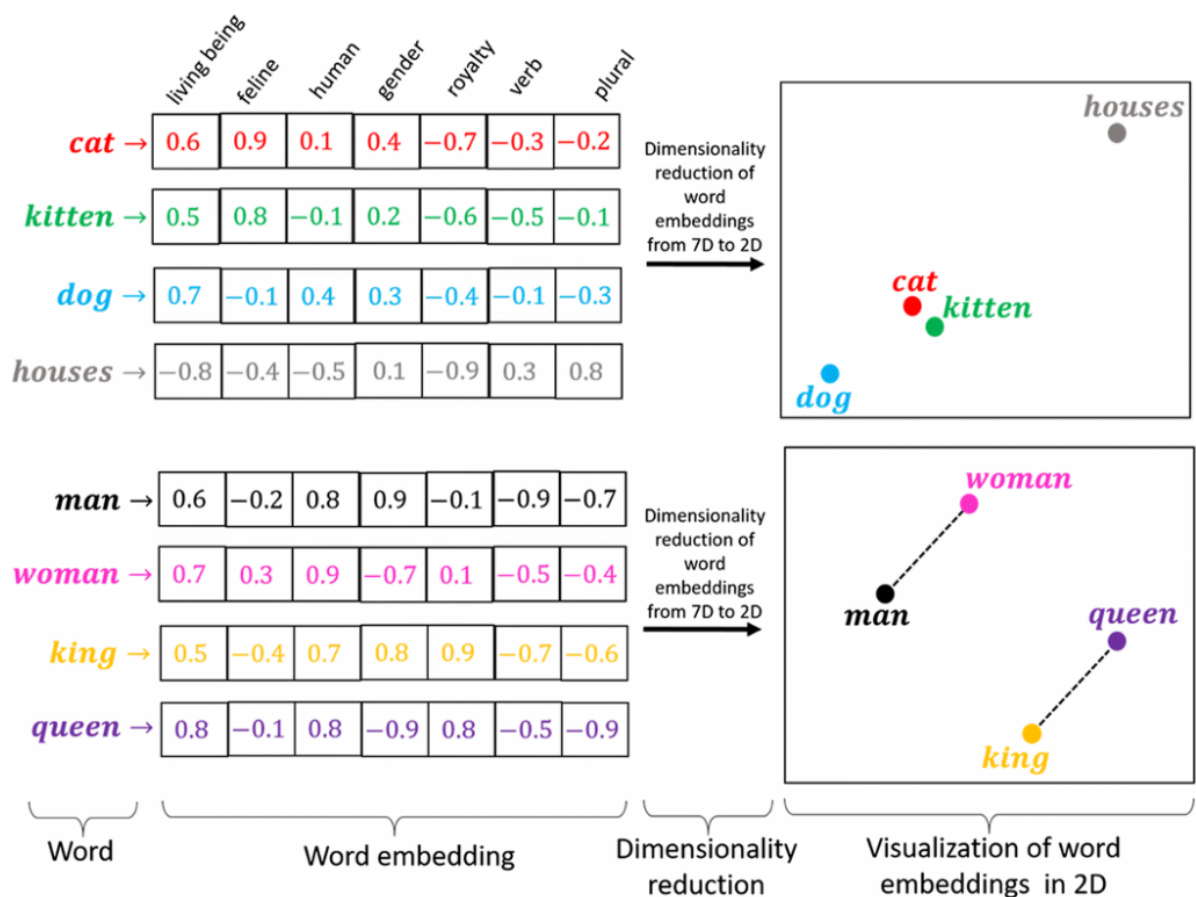 living being feline human gender royalty verb plural
cat → 0.6 0.9 0.1 0.4 −0.7 −0.3 −0.2
kitten → 0.5 0.8 −0.1 0.2 −0.6 −0.5 −0.1
dog → 0.7 −0.1 0.4 0.3 −0.4 −0.1 −0.3
houses → −0.8 −0.4 −0.5 0.1 −0.9 0.3 0.8
Dimensionality
reduction of
word
embeddings
from 7D to 2D
houses
cat
kitten
dog
man → 0.6 −0.2 0.8 0.9 −0.1 −0.9 −0.7
woman → 0.7 0.3 0.9 −0.7 0.1 −0.5 −0.4
king → 0.5 −0.4 0.7 0.8 0.9 −0.7 −0.6
queen → 0.8 −0.1 0.8 −0.9 0.8 −0.5 −0.9
Dimensionality
reduction of
word
embeddings
from 7D to 2D
woman
man
queen
king
Word
Word embedding
Dimensionality
reduction
Visualization of word
embeddings in 2D